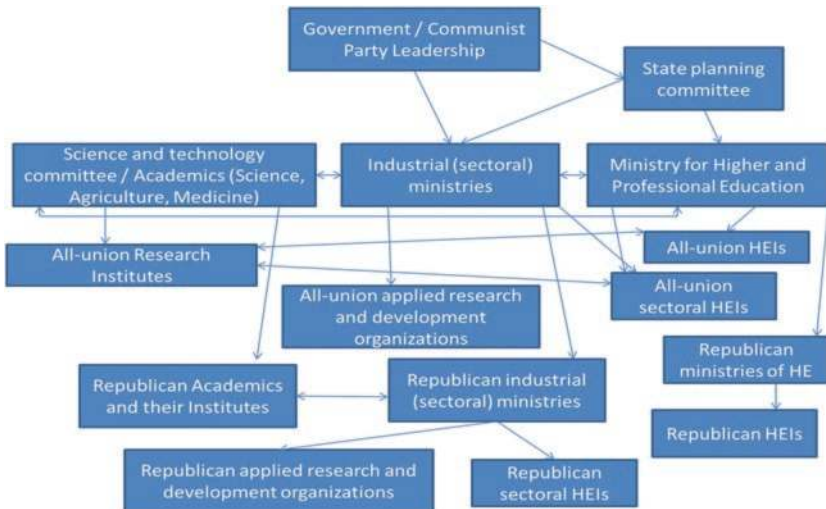 Government / Communist
Party Leadership
State planning
committee
Science and technology
committee / Academics (Science,
Agriculture, Medicine)
Industrial (sectoral)
ministries
Ministry for Higher and
Professional Education
All-union HEIs
All-union Research
Institutes
All-union
sectoral HEIs
All-union applied research
and development
organizations
Republican
ministries of HE
Republican Academics
and their Institutes
Republican industrial
(sectoral) ministries
Republican HEIs
Republican applied research and
development organizations
Republican
sectoral HEIs